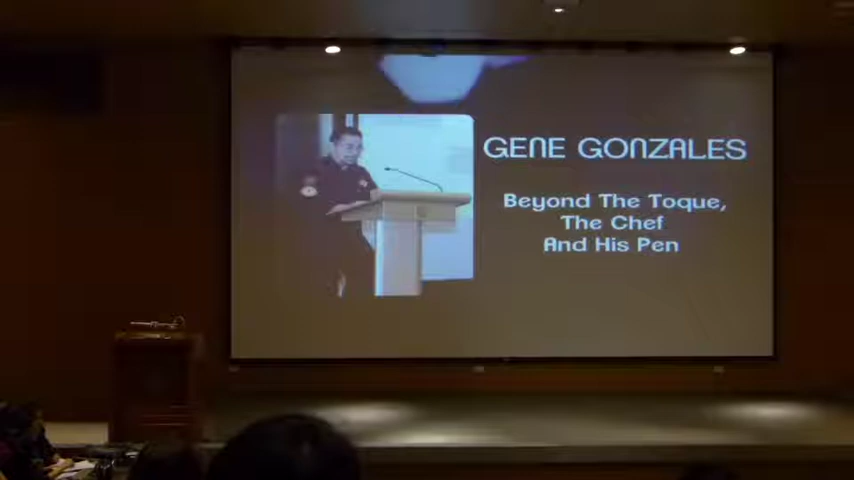 GENE GONZALES
Beyond The Toque,
The Chef
And His Pen